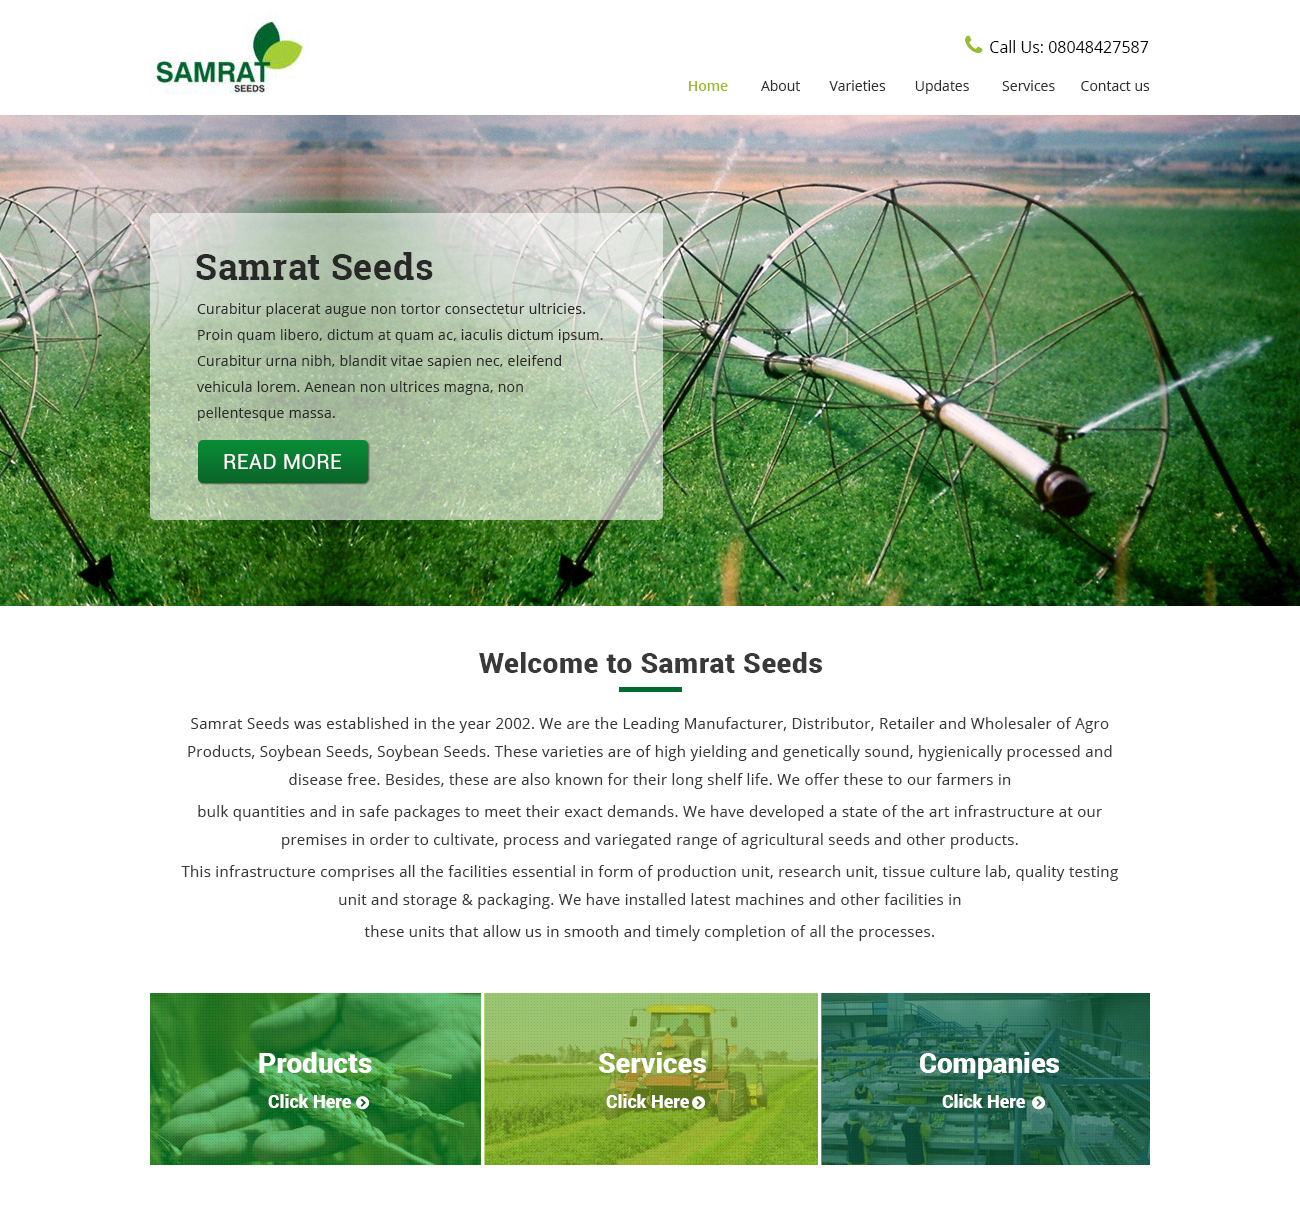 SAMRAT
SEEDS
Call Us: 08048427587
Home About Varieties Updates Services Contact us
Samrat Seeds
Curabitur placerat augue non tortor consectetur ultricies.
Proin quam libero, dictum at quam ac, iaculis dictum ipsum.
Curabitur urna nibh, blandit vitae sapien nec, eleifend
vehicula lorem. Aenean non ultrices magna, non
pellentesque massa.
READ MORE
Welcome to Samrat Seeds
Samrat Seeds was established in the year 2002. We are the Leading Manufacturer, Distributor, Retailer and Wholesaler of Agro
Products, Soybean Seeds, Soybean Seeds. These varieties are of high yielding and genetically sound, hygienically processed and
disease free. Besides, these are also known for their long shelf life. We offer these to our farmers in
bulk quantities and in safe packages to meet their exact demands. We have developed a state of the art infrastructure at our
premises in order to cultivate, process and variegated range of agricultural seeds and other products.
This infrastructure comprises all the facilities essential in form of production unit, research unit, tissue culture lab, quality testing
unit and storage & packaging. We have installed latest machines and other facilities in
these units that allow us in smooth and timely completion of all the processes.
Products Services Companies
Click Here Click Here Click Here